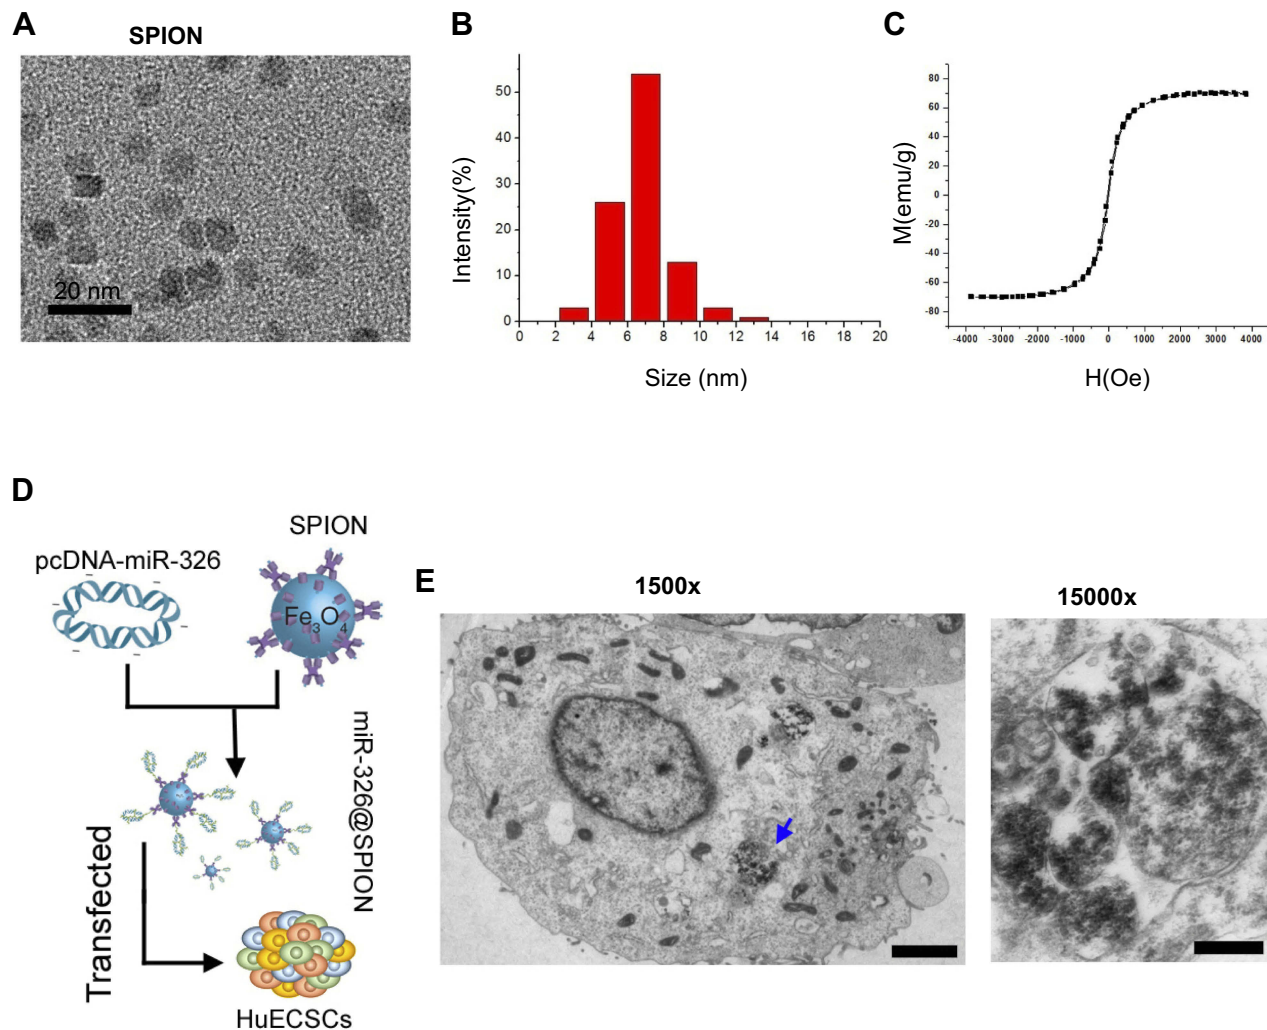 A
SPION
20 nm
B
Intensity(%)
50
40
30
20
10
0
0 2 4 6 8 10 12 14 16 18 20
Size (nm)
C
M(emu/g)
80
60
40
20
0
-20
-40
-60
-80
-4000 -3000 -2000 -1000 0 1000 2000 3000 4000
H(Oe)
D
SPION
pcDNA-miR-326
Fe₃O₄
miR-326@SPION
Transfected
HuECSCs
E
1500x
15000x